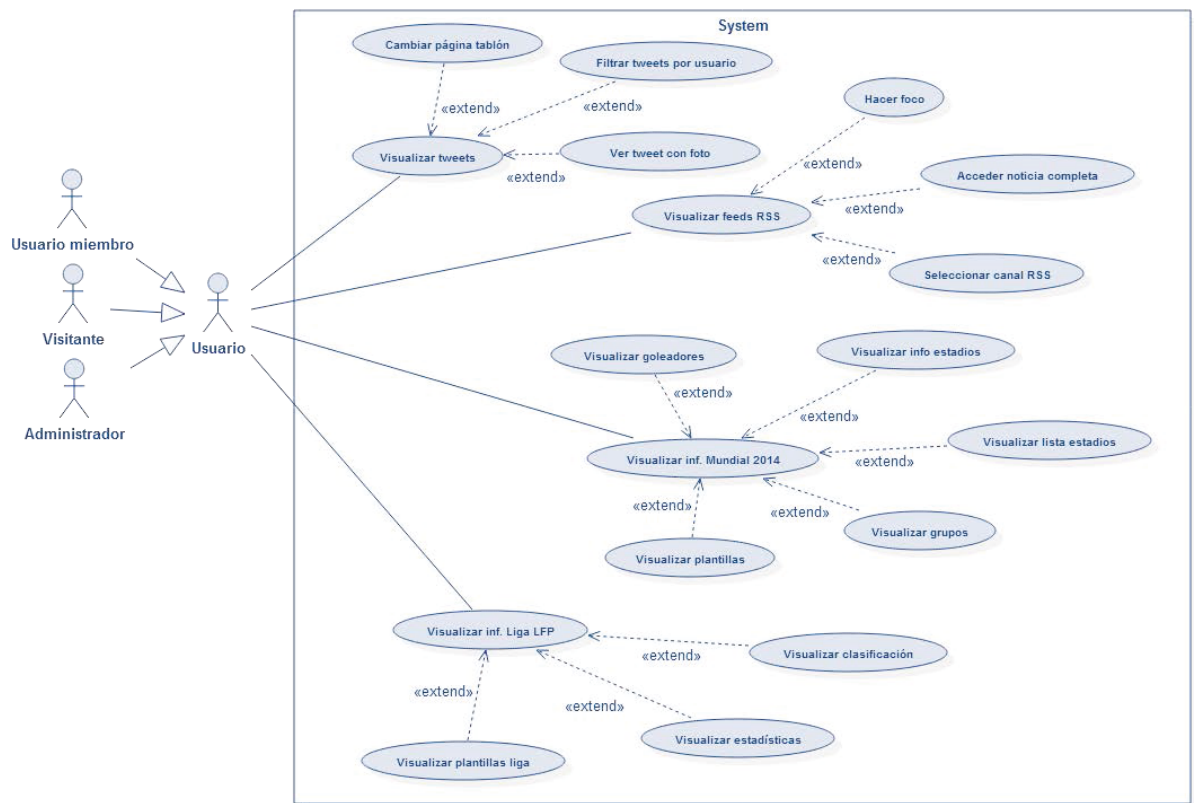 System
Cambiar página tablón
Filtrar tweets por usuario
«extend»
«extend»
Visualizar tweets
Ver tweet con foto
«extend»
Hacer foco
«extend»
Acceder noticia completa
«extend»
Visualizar feeds RSS
«extend»
Seleccionar canal RSS
Usuario miembro
Visitante
Administrador
Usuario
Visualizar goleadores
Visualizar info estadios
«extend»
«extend»
Visualizar lista estadios
«extend»
Visualizar inf. Mundial 2014
«extend»
«extend»
Visualizar grupos
Visualizar plantillas
Visualizar inf. Liga LFP
«extend»
Visualizar clasificación
«extend»
«extend»
Visualizar estadísticas
Visualizar plantillas liga